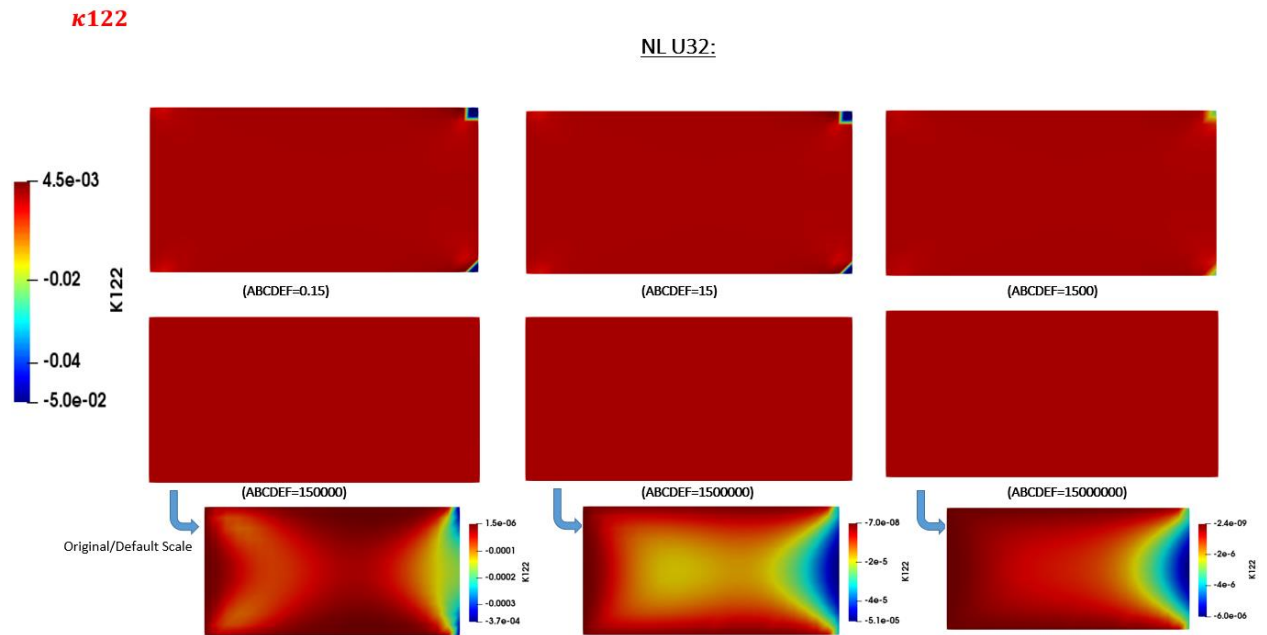 κ122
NL U32:
4.5e-03
-0.02
-0.04
-5.0e-02
K122
(ABCDEF=0.15)
(ABCDEF=15)
(ABCDEF=1500)
(ABCDEF=150000)
(ABCDEF=1500000)
(ABCDEF=15000000)
Original/Default Scale
1.5e-06
-0.0001
-0.0002
-0.0003
-3.7e-04
K122
-7.0e-08
-2e-5
-4e-5
-5.1e-05
K122
-2.4e-09
-2e-6
-4e-6
-6.0e-06
K122